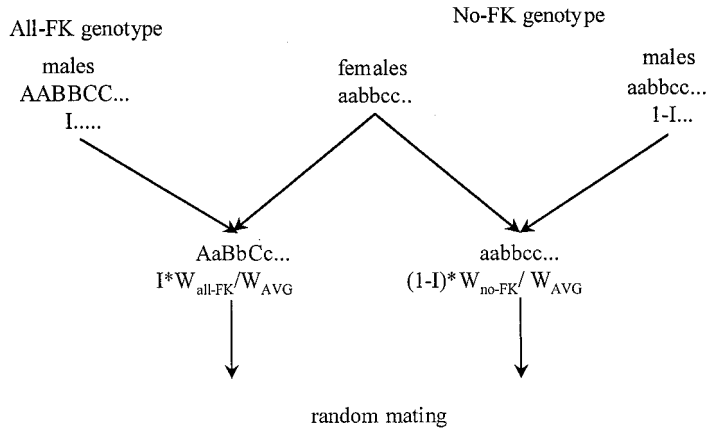 All-FK genotype
No-FK genotype
males
AABBCC...
I.....
females
aabbcc..
males
aabbcc...
1-I...
AaBbCc...
I*Wall-FK/WAVG
aabbcc...
(1-I)*Wno-FK/ WAVG
random mating